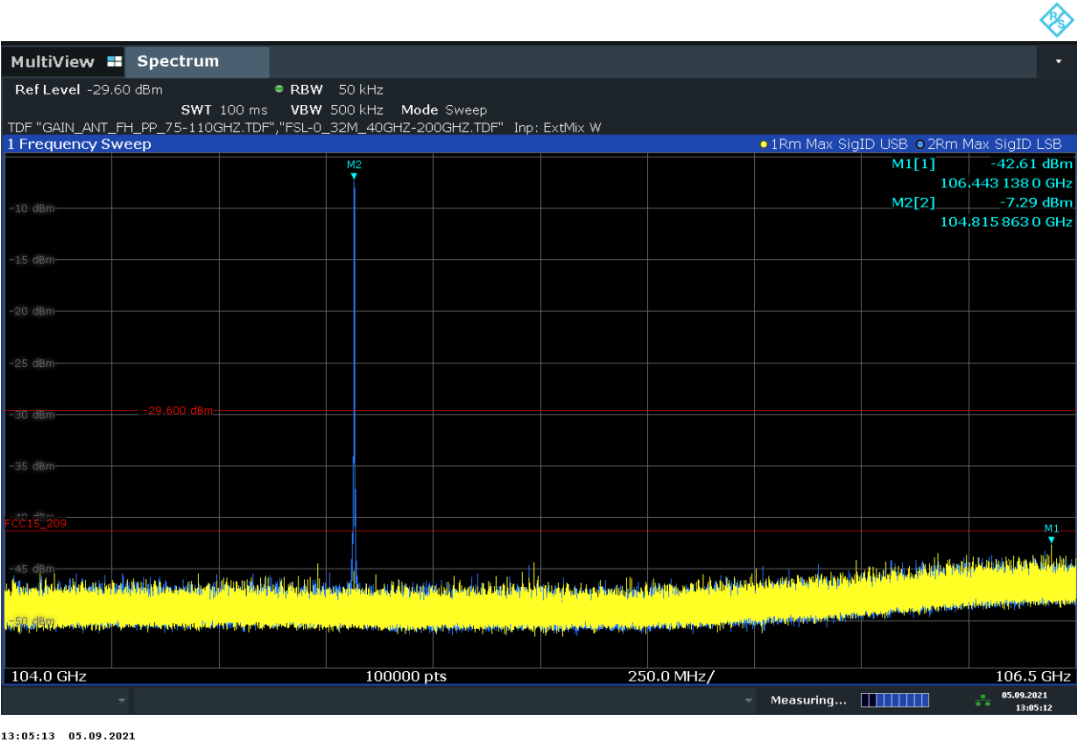 R&S
MultiView Spectrum
Ref Level -29.60 dBm RBW 50 kHz
SWT 100 ms VBW 500 kHz Mode Sweep
TDF "GAIN_ANT_FH_PP_75-110GHZ.TDF","FSL-0_32M_40GHZ-200GHZ.TDF" Inp: ExtMix W
1 Frequency Sweep 1Rm Max SigID USB 2Rm Max SigID LSB
M2
M1[1] -42.61 dBm
106.443 138 0 GHz
M2[2] -7.29 dBm
104.815 863 0 GHz
-10 dBm
-15 dBm
-20 dBm
-25 dBm
-29.600 dBm
-30 dBm
-35 dBm
-40 dBm
FCC15_209
M1
-45 dBm
-50 dBm
104.0 GHz 100000 pts 250.0 MHz/ 106.5 GHz
Measuring... 05.09.2021
13:05:12
13:05:13 05.09.2021